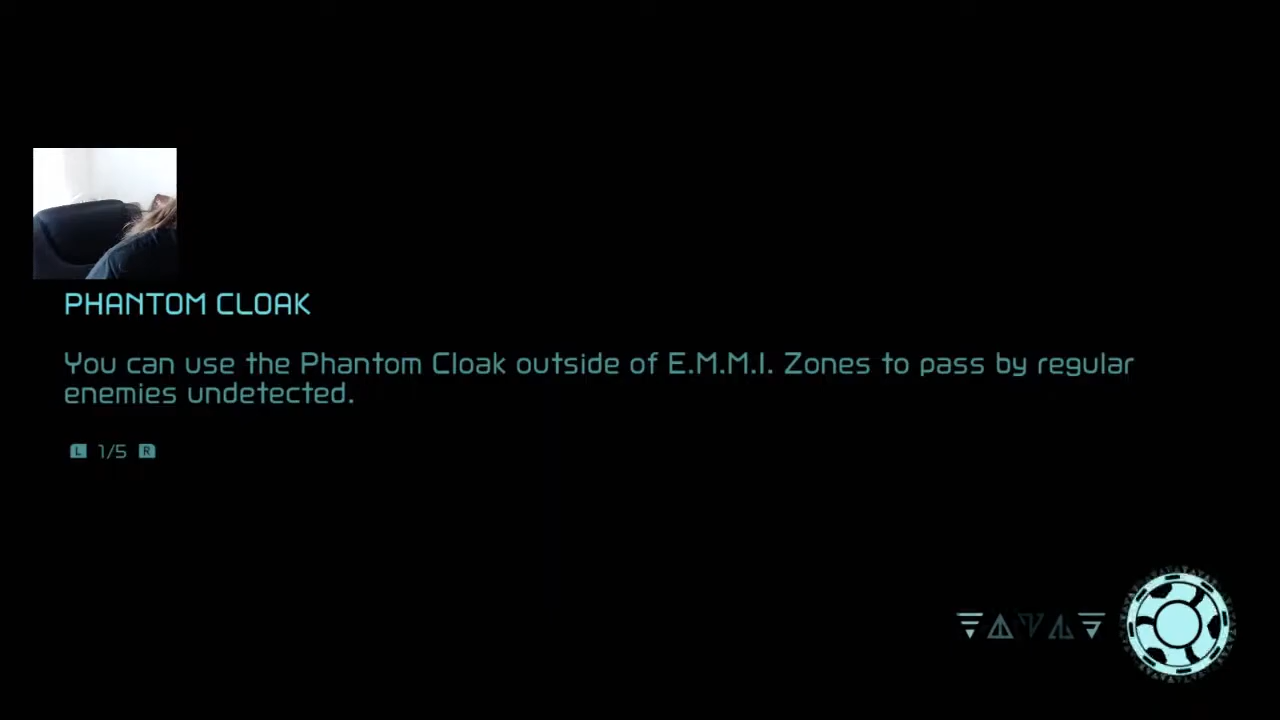 PHANTOM CLOAK
You can use the Phantom Cloak outside of E.M.M.I. Zones to pass by regular
enemies undetected.
L 1/5 R